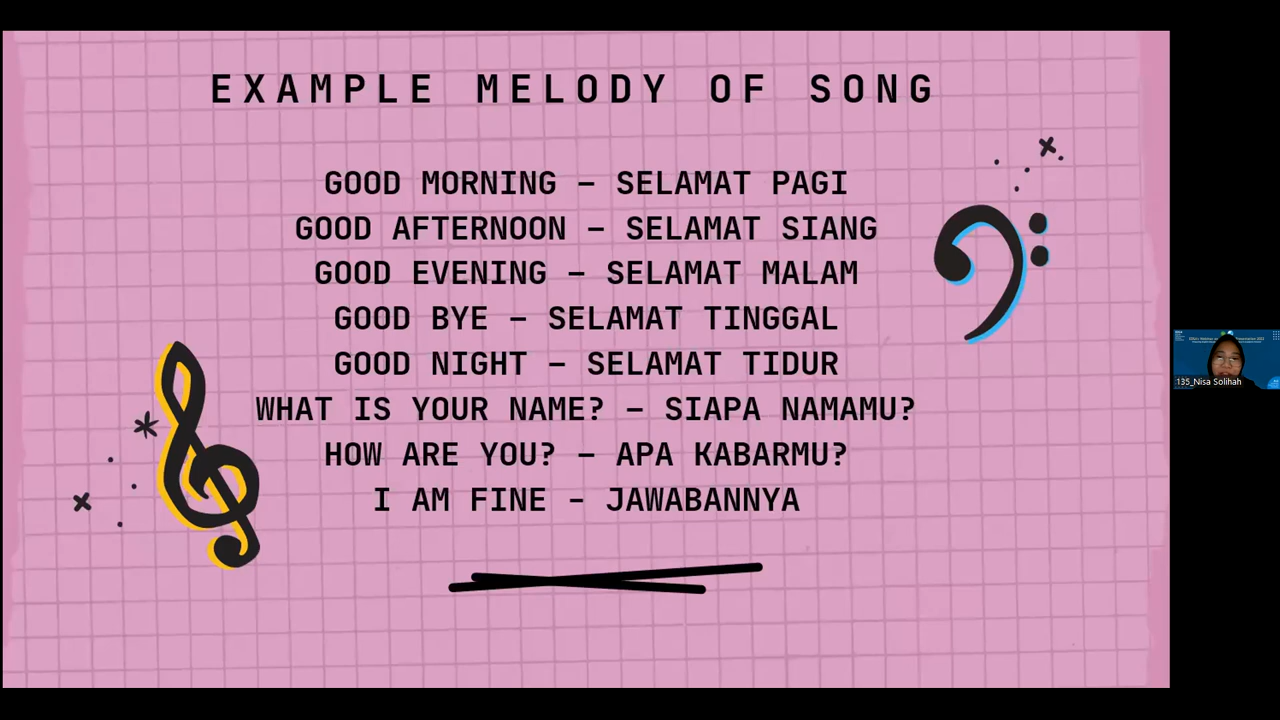 EXAMPLE MELODY OF SONG
GOOD MORNING – SELAMAT PAGI
GOOD AFTERNOON – SELAMAT SIANG
GOOD EVENING – SELAMAT MALAM
GOOD BYE – SELAMAT TINGGAL
GOOD NIGHT – SELAMAT TIDUR
WHAT IS YOUR NAME? – SIAPA NAMAMU?
HOW ARE YOU? – APA KABARMU?
I AM FINE – JAWABANNYA
135_Nisa Solihah